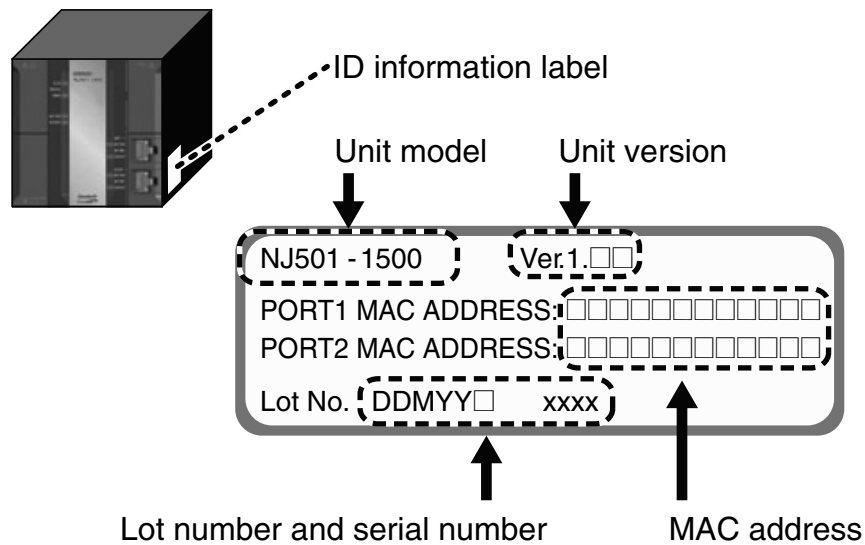 ID information label
Unit model Unit version
NJ501 - 1500 Ver.1.□□
PORT1 MAC ADDRESS: □□□□□□□□□□□□
PORT2 MAC ADDRESS: □□□□□□□□□□□□
Lot No. DDMYY□ xxxx
Lot number and serial number MAC address